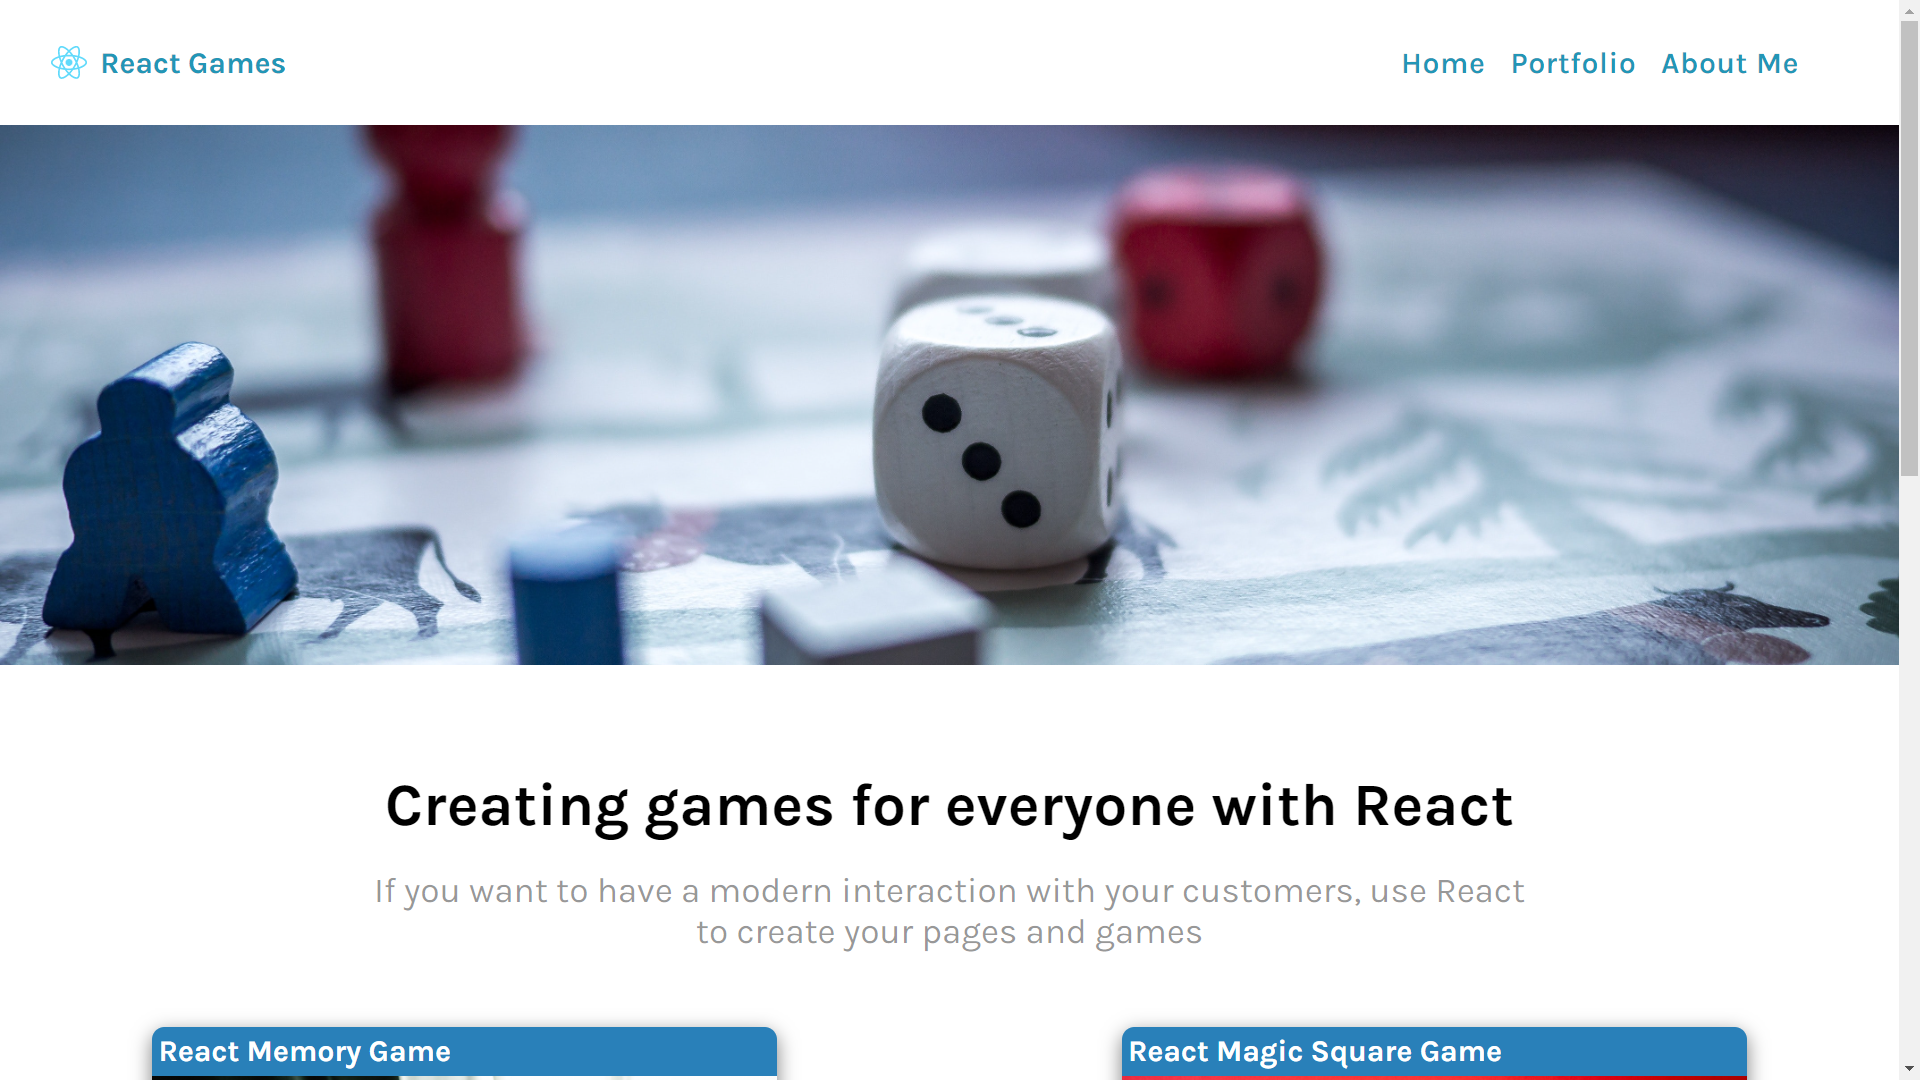 React Games
Home Portfolio About Me
Creating games for everyone with React
If you want to have a modern interaction with your customers, use React
to create your pages and games
React Memory Game
React Magic Square Game